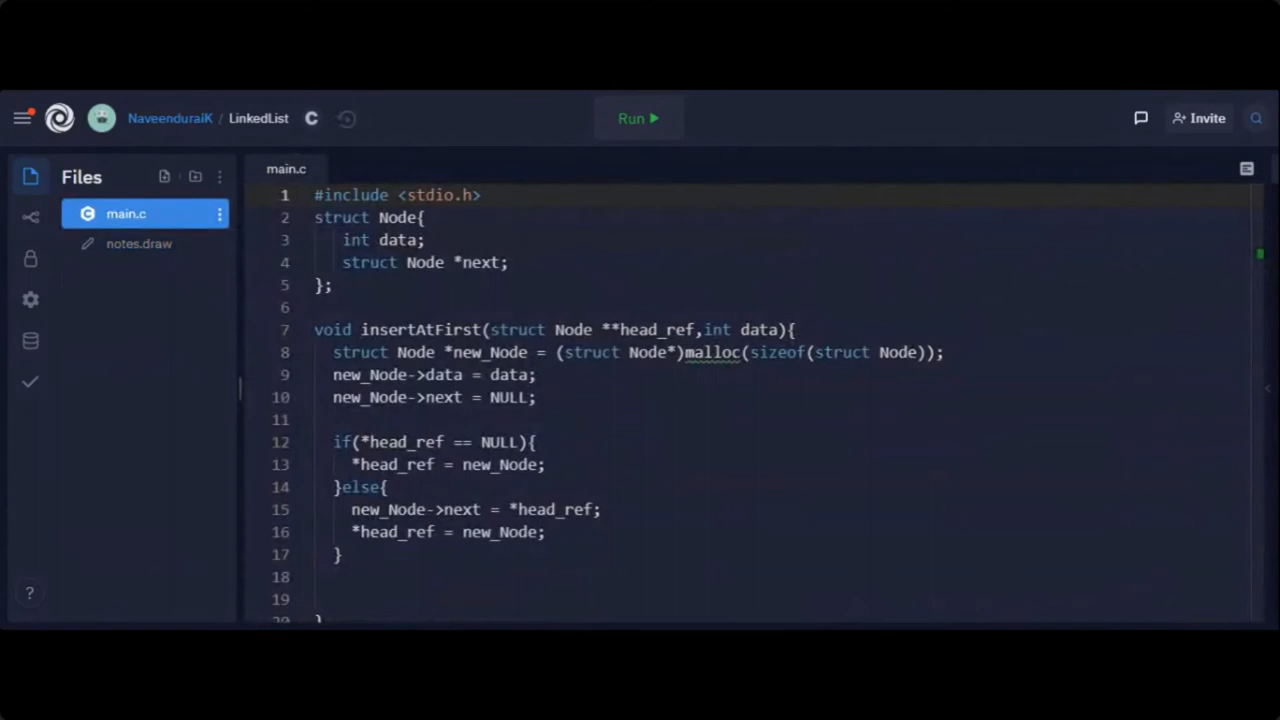 NaveenduraiK / LinkedList
Run
Invite
Files
main.c
notes.draw
main.c
1 #include <stdio.h>
2 struct Node{
3 int data;
4 struct Node *next;
5 };
6
7 void insertAtFirst(struct Node **head_ref,int data){
8 struct Node *new_Node = (struct Node*)malloc(sizeof(struct Node));
9 new_Node->data = data;
10 new_Node->next = NULL;
11
12 if(*head_ref == NULL){
13 *head_ref = new_Node;
14 }else{
15 new_Node->next = *head_ref;
16 *head_ref = new_Node;
17 }
18
19
20 }
?